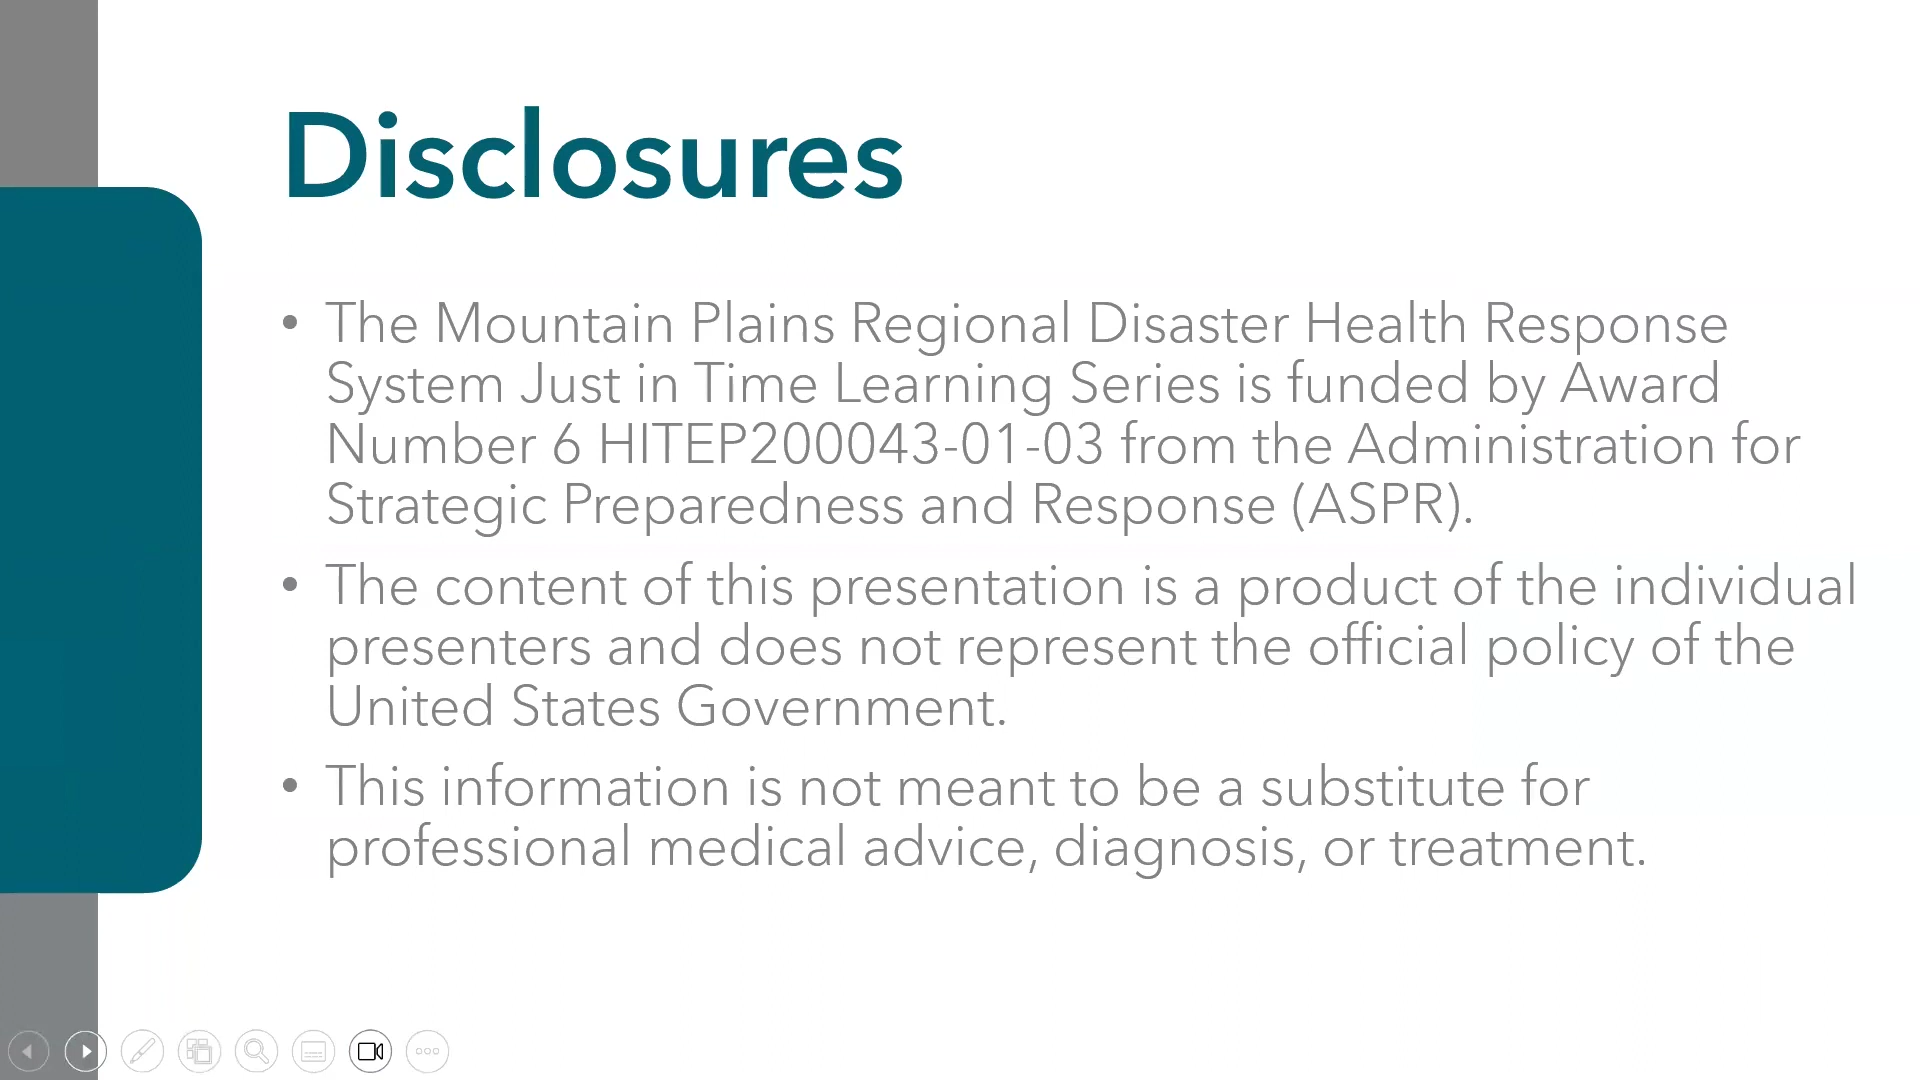 Disclosures
• The Mountain Plains Regional Disaster Health Response
System Just in Time Learning Series is funded by Award
Number 6 HITEP200043-01-03 from the Administration for
Strategic Preparedness and Response (ASPR).
• The content of this presentation is a product of the individual
presenters and does not represent the official policy of the
United States Government.
• This information is not meant to be a substitute for
professional medical advice, diagnosis, or treatment.